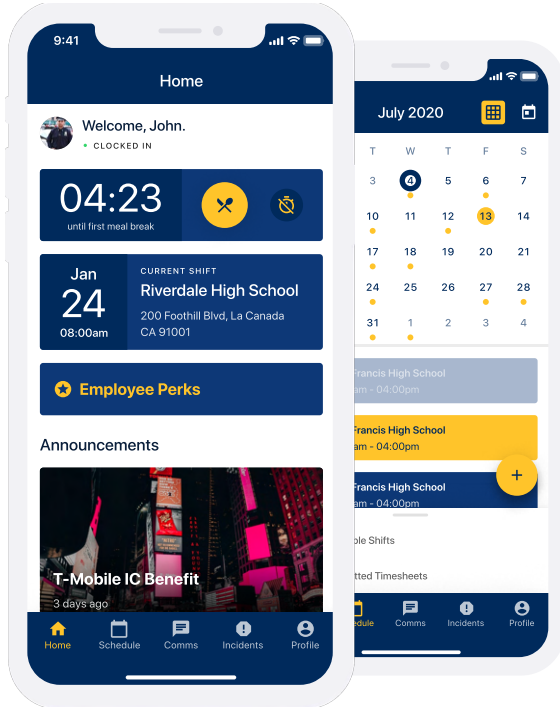 9:41
Home
Welcome, John.
CLOCKED IN
04:23
until first meal break
Jan
24
08:00am
CURRENT SHIFT
Riverdale High School
200 Foothill Blvd, La Canada
CA 91001
Employee Perks
Announcements
T-Mobile IC Benefit
3 days ago
Home
Schedule
Comms
Incidents
Profile
July 2020
T W T F S
3 4 5 6 7
10 11 12 13 14
17 18 19 20 21
24 25 26 27 28
31 1 2 3 4
Francis High School
am - 04:00pm
Francis High School
am - 04:00pm
Francis High School
am - 04:00pm
+
ble Shifts
tted Timesheets
edule
Comms
Incidents
Profile